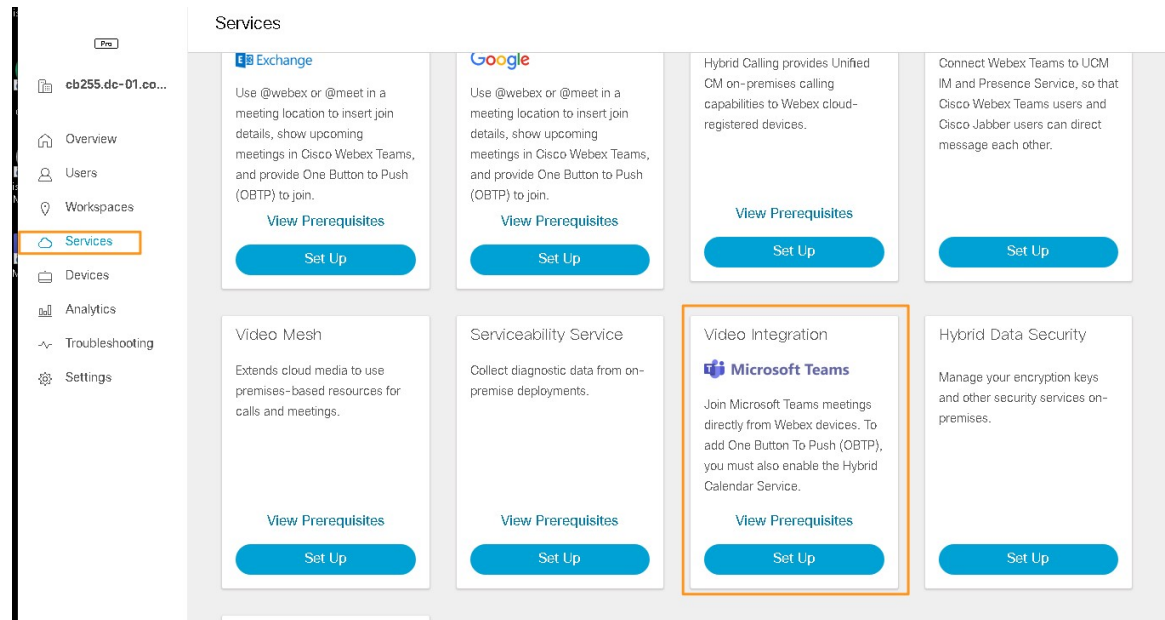 Services
Pro
cb255.dc-01.co...
Overview
Users
Workspaces
Services
Devices
Analytics
Troubleshooting
Settings
Exchange
Use @webex or @meet in a
meeting location to insert join
details, show upcoming
meetings in Cisco Webex Teams,
and provide One Button to Push
(OBTP) to join.
View Prerequisites
Set Up
Google
Use @webex or @meet in a
meeting location to insert join
details, show upcoming
meetings in Cisco Webex Teams,
and provide One Button to Push
(OBTP) to join.
View Prerequisites
Set Up
Hybrid Calling provides Unified
CM on-premises calling
capabilities to Webex cloud-
registered devices.
View Prerequisites
Set Up
Connect Webex Teams to UCM
IM and Presence Service, so that
Cisco Webex Teams users and
Cisco Jabber users can direct
message each other.
Set Up
Video Mesh
Extends cloud media to use
premises-based resources for
calls and meetings.
View Prerequisites
Set Up
Serviceability Service
Collect diagnostic data from on-
premise deployments.
View Prerequisites
Set Up
Video Integration
Microsoft Teams
Join Microsoft Teams meetings
directly from Webex devices. To
add One Button To Push (OBTP),
you must also enable the Hybrid
Calendar Service.
View Prerequisites
Set Up
Hybrid Data Security
Manage your encryption keys
and other security services on-
premises.
Set Up